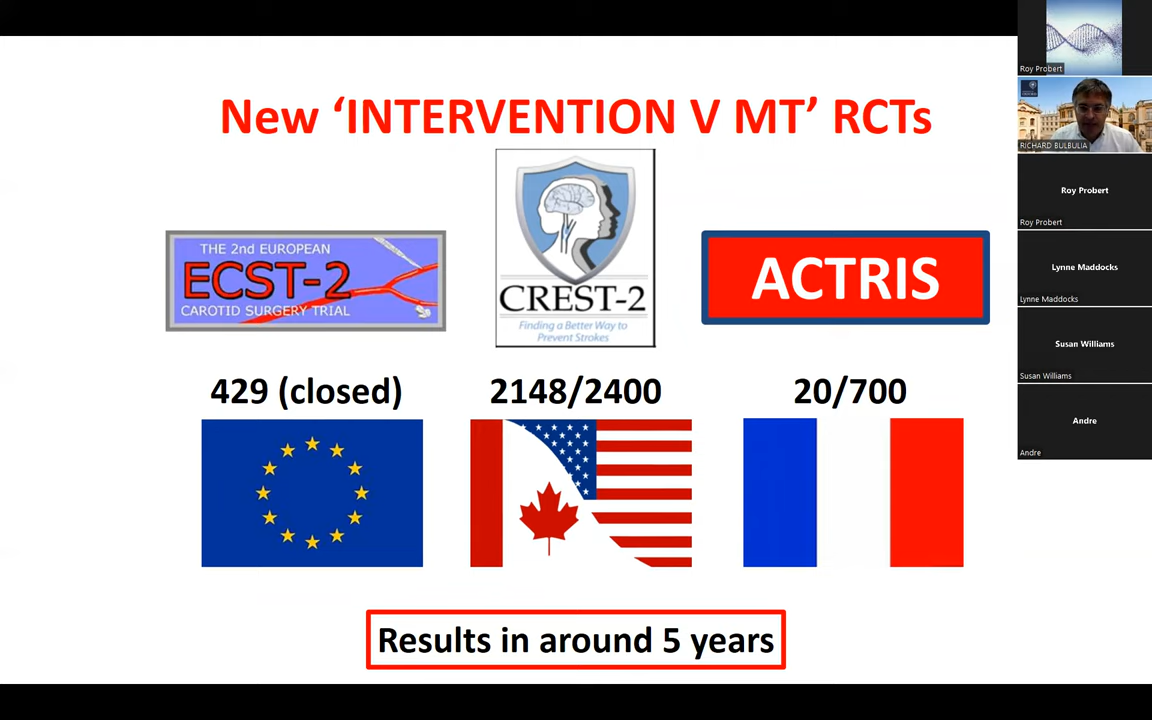 New ‘INTERVENTION V MT’ RCTs
THE 2nd EUROPEAN
ECST-2
CAROTID SURGERY TRIAL
CREST-2
Finding a Better Way to
Prevent Strokes
ACTRIS
429 (closed)
2148/2400
20/700
Results in around 5 years
Roy Probert
RICHARD BULBULIA
Roy Probert
Roy Probert
Lynne Maddocks
Lynne Maddocks
Susan Williams
Susan Williams
Andre
Andre